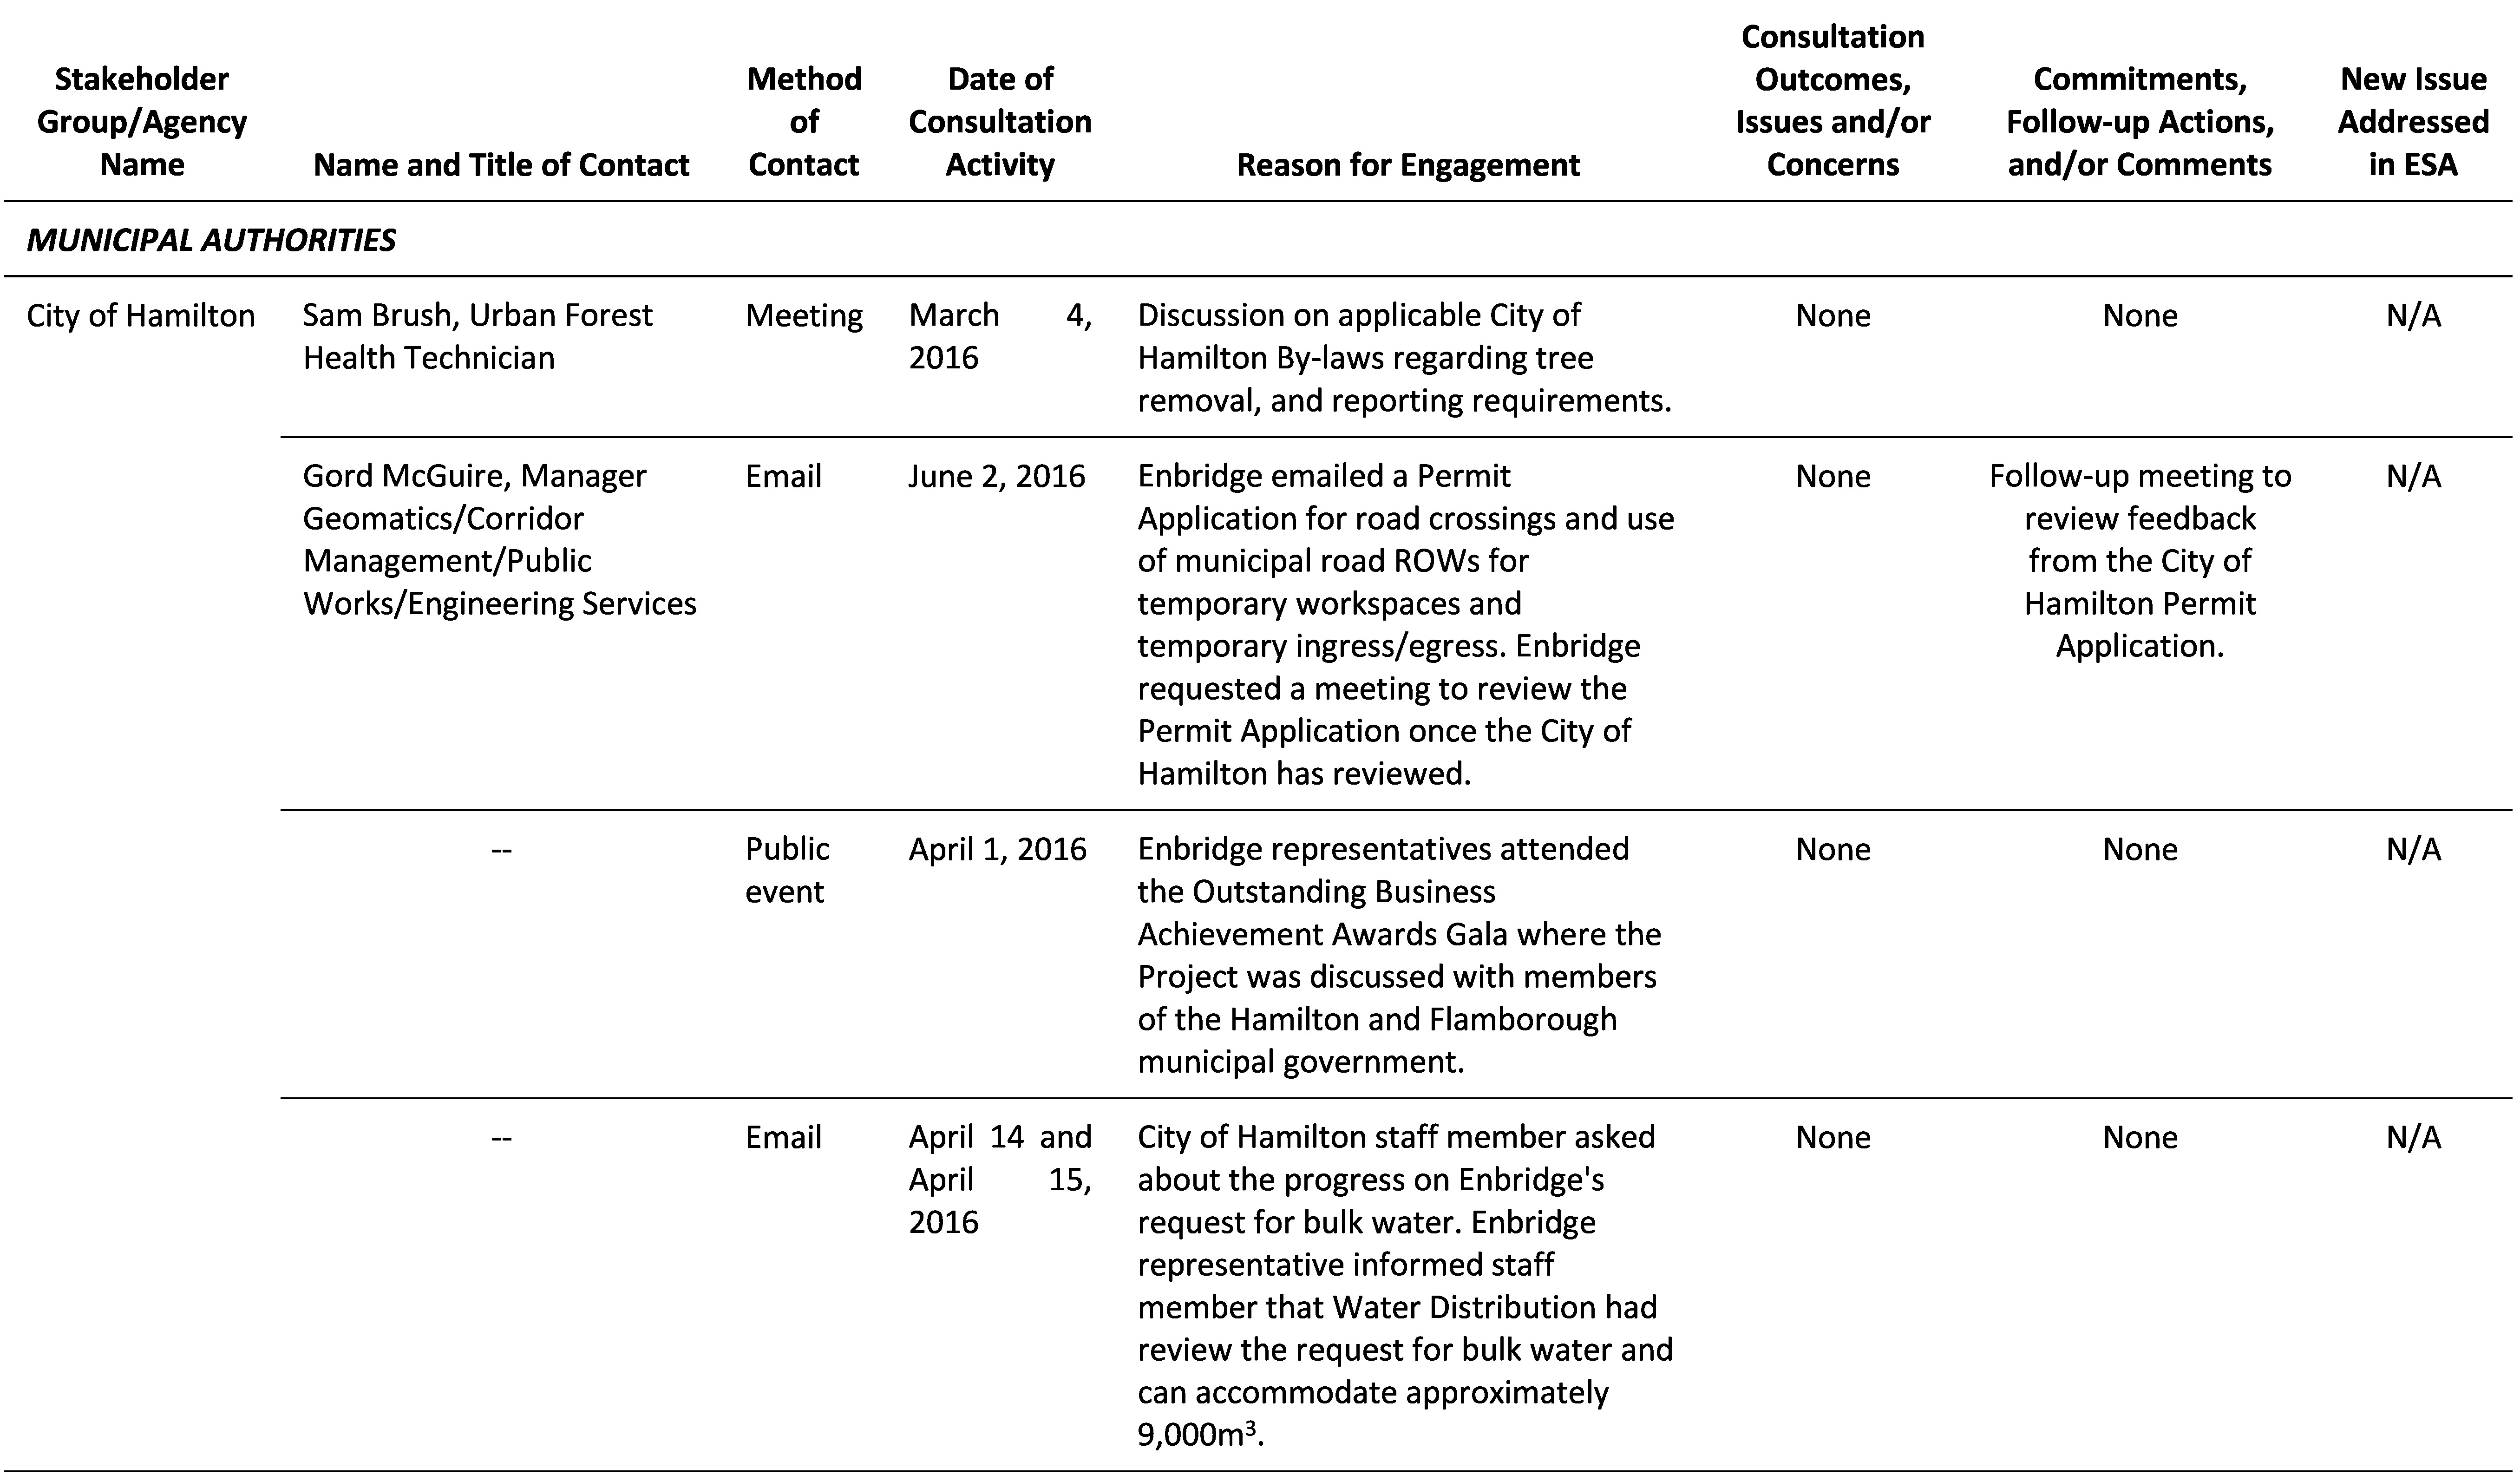 Stakeholder
Group/Agency
Name
Name and Title of Contact
Method
of
Contact
Date of
Consultation
Activity
Reason for Engagement
Consultation
Outcomes,
Issues and/or
Concerns
Commitments,
Follow-up Actions,
and/or Comments
New Issue
Addressed
in ESA
MUNICIPAL AUTHORITIES
City of Hamilton
Sam Brush, Urban Forest
Health Technician
Meeting
March 4,
2016
Discussion on applicable City of
Hamilton By-laws regarding tree
removal, and reporting requirements.
None
None
N/A
Gord McGuire, Manager
Geomatics/Corridor
Management/Public
Works/Engineering Services
Email
June 2, 2016
Enbridge emailed a Permit
Application for road crossings and use
of municipal road ROWs for
temporary workspaces and
temporary ingress/egress. Enbridge
requested a meeting to review the
Permit Application once the City of
Hamilton has reviewed.
None
Follow-up meeting to
review feedback
from the City of
Hamilton Permit
Application.
N/A
--
Public
event
April 1, 2016
Enbridge representatives attended
the Outstanding Business
Achievement Awards Gala where the
Project was discussed with members
of the Hamilton and Flamborough
municipal government.
None
None
N/A
--
Email
April 14 and
April 15,
2016
City of Hamilton staff member asked
about the progress on Enbridge's
request for bulk water. Enbridge
representative informed staff
member that Water Distribution had
review the request for bulk water and
can accommodate approximately
9,000m³.
None
None
N/A